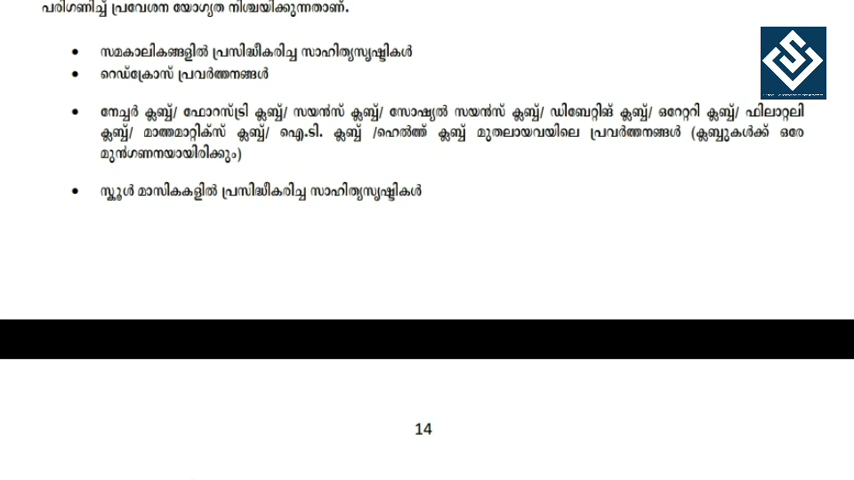 പരിഗണിച്ച് പ്രവേശന യോഗ്യത നിശ്ചയിക്കുന്നതാണ്.
• സമകാലികങ്ങളിൽ പ്രസിദ്ധീകരിച്ച സാഹിത്യസൃഷ്ടികൾ
• റെഡ്ക്രോസ് പ്രവർത്തനങ്ങൾ
• നേച്ചർ ക്ലബ്ബ്/ ഫോറസ്ട്രി ക്ലബ്ബ്/ സയൻസ് ക്ലബ്ബ്/ സോഷ്യൽ സയൻസ് ക്ലബ്ബ്/ ഡിബേറ്റിങ് ക്ലബ്ബ്/ ഒറേറ്ററി ക്ലബ്ബ്/ ഫിലാറ്റലി
ക്ലബ്ബ്/ മാത്തമാറ്റിക്സ് ക്ലബ്ബ്/ ഐ.ടി. ക്ലബ്ബ് /ഹെൽത്ത് ക്ലബ്ബ് മുതലായവയിലെ പ്രവർത്തനങ്ങൾ (ക്ലബ്ബുകൾക്ക് ഒരേ
മുൻഗണനയായിരിക്കും)
• സ്കൂൾ മാസികകളിൽ പ്രസിദ്ധീകരിച്ച സാഹിത്യസൃഷ്ടികൾ
14